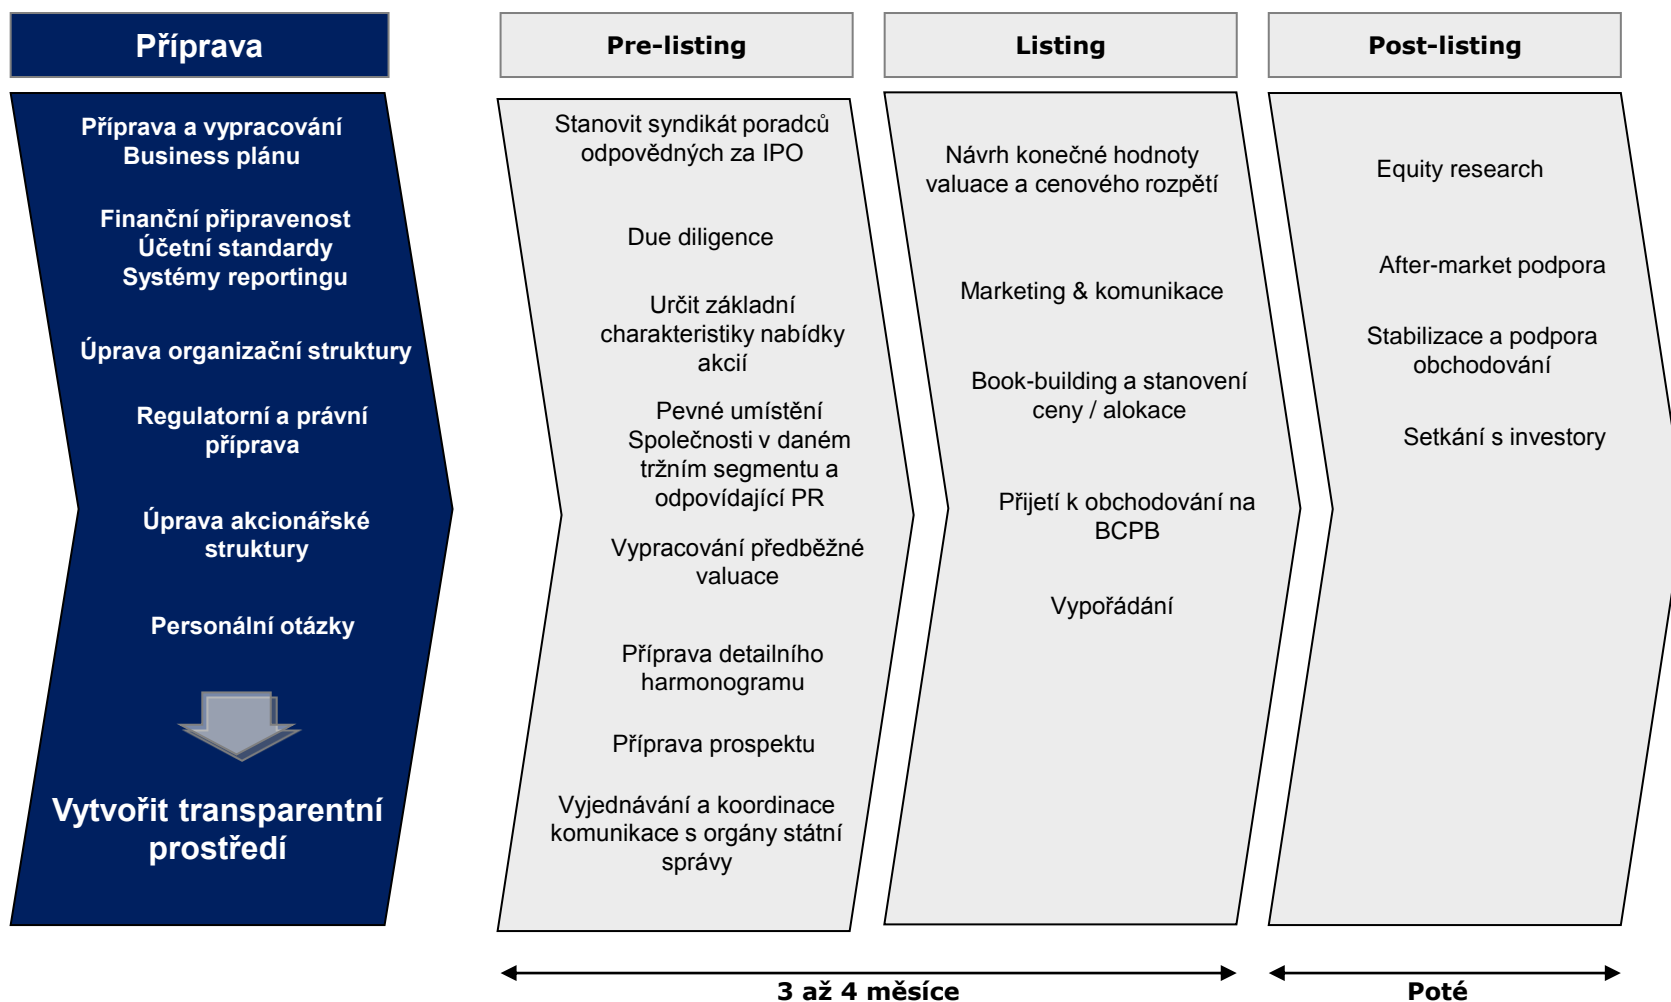 Příprava
Příprava a vypracování
Business plánu
Finanční připravenost
Účetní standardy
Systémy reportingu
Úprava organizační struktury
Regulatorní a právní
příprava
Úprava akcionářské
struktury
Personální otázky
Vytvořit transparentní
prostředí
Pre-listing
Stanovit syndikát poradců
odpovědných za IPO
Due diligence
Určit základní
charakteristiky nabídky
akcií
Pevné umístění
Společnosti v daném
tržním segmentu a
odpovídající PR
Vypracování předběžné
valuace
Příprava detailního
harmonogramu
Příprava prospektu
Vyjednávání a koordinace
komunikace s orgány státní
správy
Listing
Návrh konečné hodnoty
valuace a cenového rozpětí
Marketing & komunikace
Book-building a stanovení
ceny / alokace
Přijetí k obchodování na
BCPB
Vypořádání
Post-listing
Equity research
After-market podpora
Stabilizace a podpora
obchodování
Setkání s investory
3 až 4 měsíce
Poté